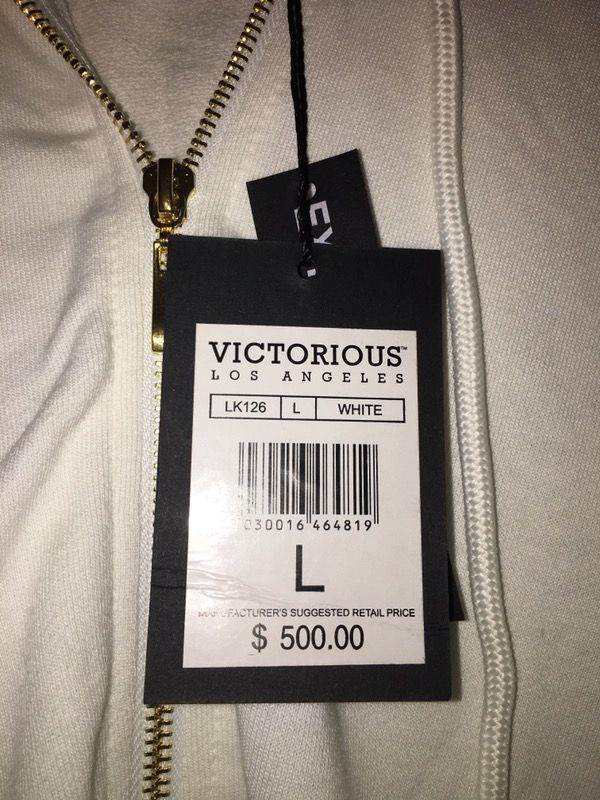 VICTORIOUS™
LOS ANGELES
LK126 L WHITE
030016 464819
L
MANUFACTURER'S SUGGESTED RETAIL PRICE
$ 500.00